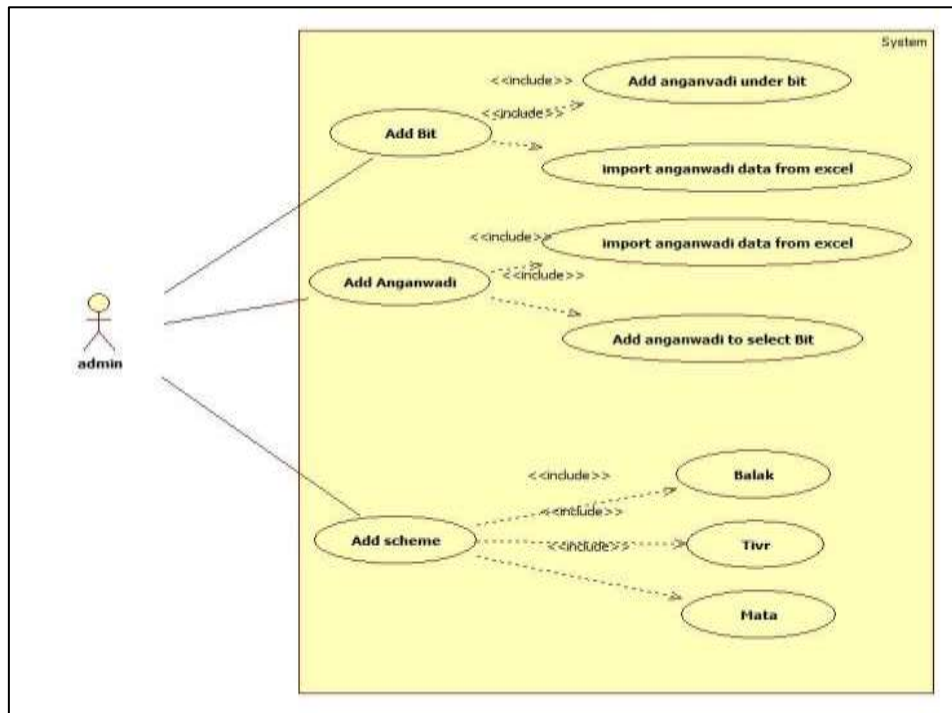 System
<<include>>
Add anganvadi under bit
<<include>>
Add Bit
import anganwadi data from excel
<<include>>
import anganwadi data from excel
<<include>>
Add Anganwadi
Add anganwadi to select Bit
admin
<<include>>
Balak
<<include>>
Add scheme
<<include>>
Tivr
Mata